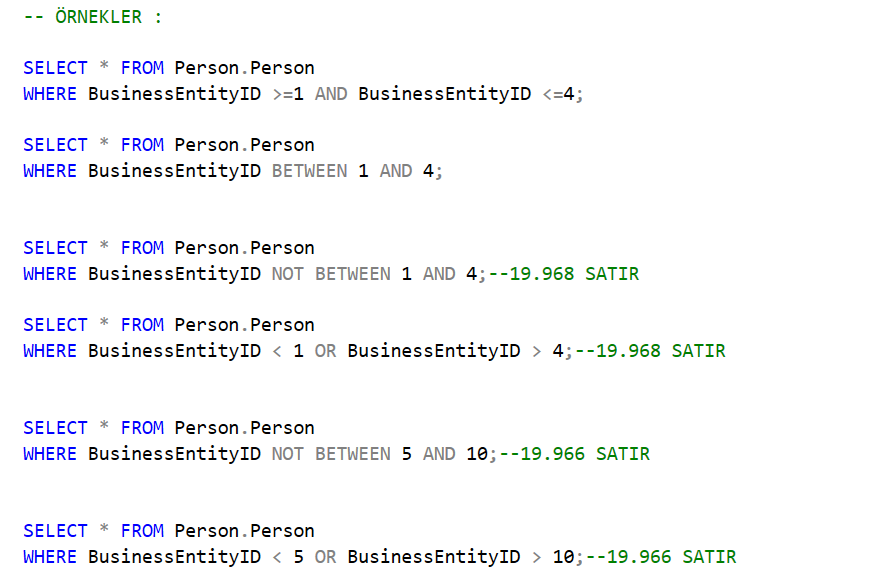 -- ÖRNEKLER :
SELECT * FROM Person.Person
WHERE BusinessEntityID >=1 AND BusinessEntityID <=4;
SELECT * FROM Person.Person
WHERE BusinessEntityID BETWEEN 1 AND 4;
SELECT * FROM Person.Person
WHERE BusinessEntityID NOT BETWEEN 1 AND 4;--19.968 SATIR
SELECT * FROM Person.Person
WHERE BusinessEntityID < 1 OR BusinessEntityID > 4;--19.968 SATIR
SELECT * FROM Person.Person
WHERE BusinessEntityID NOT BETWEEN 5 AND 10;--19.966 SATIR
SELECT * FROM Person.Person
WHERE BusinessEntityID < 5 OR BusinessEntityID > 10;--19.966 SATIR